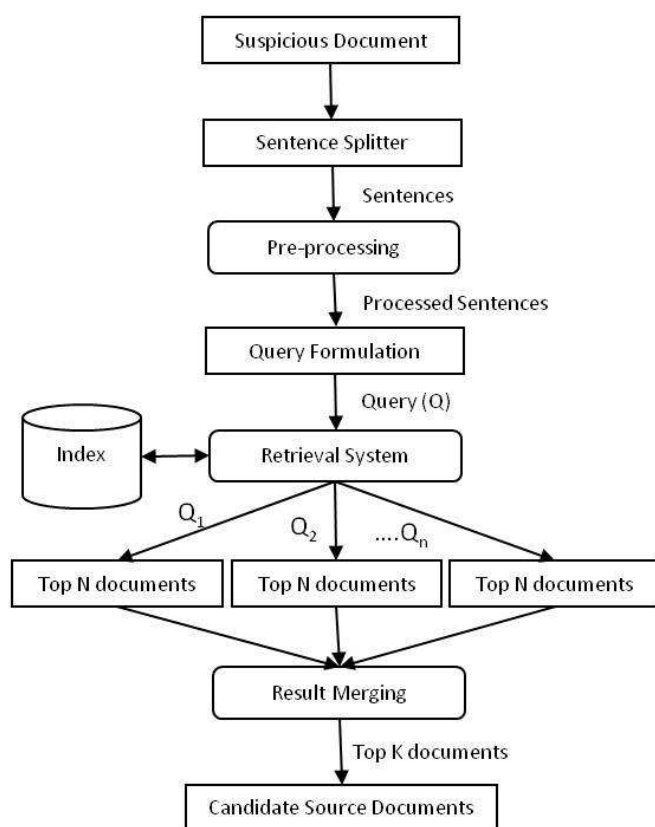 Suspicious Document
Sentence Splitter
Sentences
Pre-processing
Processed Sentences
Query Formulation
Query (Q)
Index
Retrieval System
Q1
Q2
....Qn
Top N documents
Top N documents
Top N documents
Result Merging
Top K documents
Candidate Source Documents